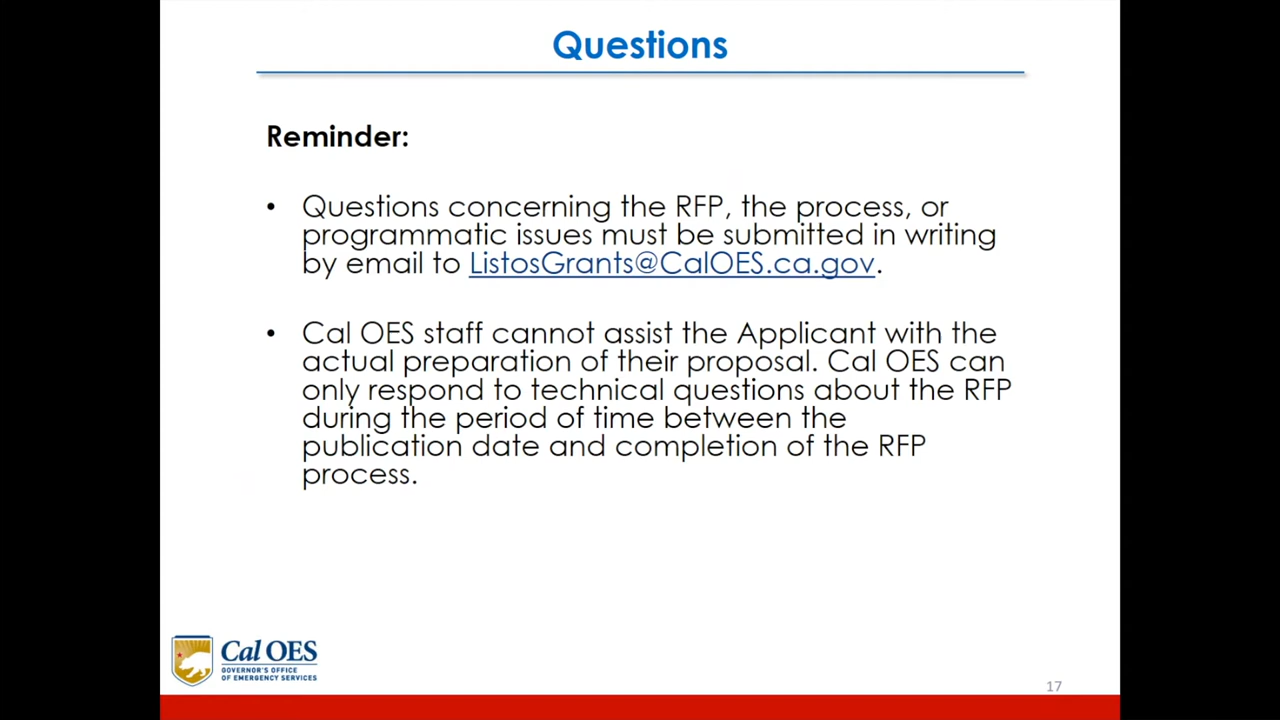 Questions
Reminder:
• Questions concerning the RFP, the process, or
programmatic issues must be submitted in writing
by email to ListosGrants@CalOES.ca.gov.
• Cal OES staff cannot assist the Applicant with the
actual preparation of their proposal. Cal OES can
only respond to technical questions about the RFP
during the period of time between the
publication date and completion of the RFP
process.
Cal OES
GOVERNOR'S OFFICE
OF EMERGENCY SERVICES
17